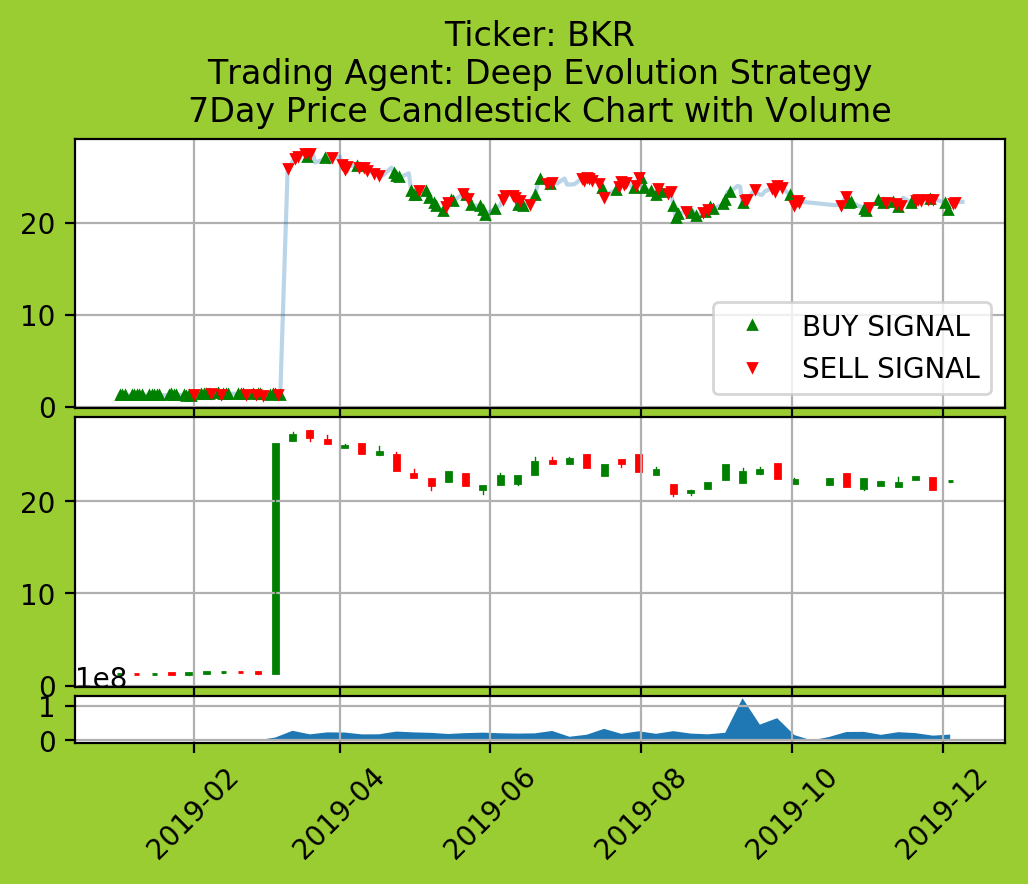 Ticker: BKR
Trading Agent: Deep Evolution Strategy
7Day Price Candlestick Chart with Volume
20
10
0
BUY SIGNAL
SELL SIGNAL
20
10
0
1e8
1
0
2019-02
2019-04
2019-06
2019-08
2019-10
2019-12